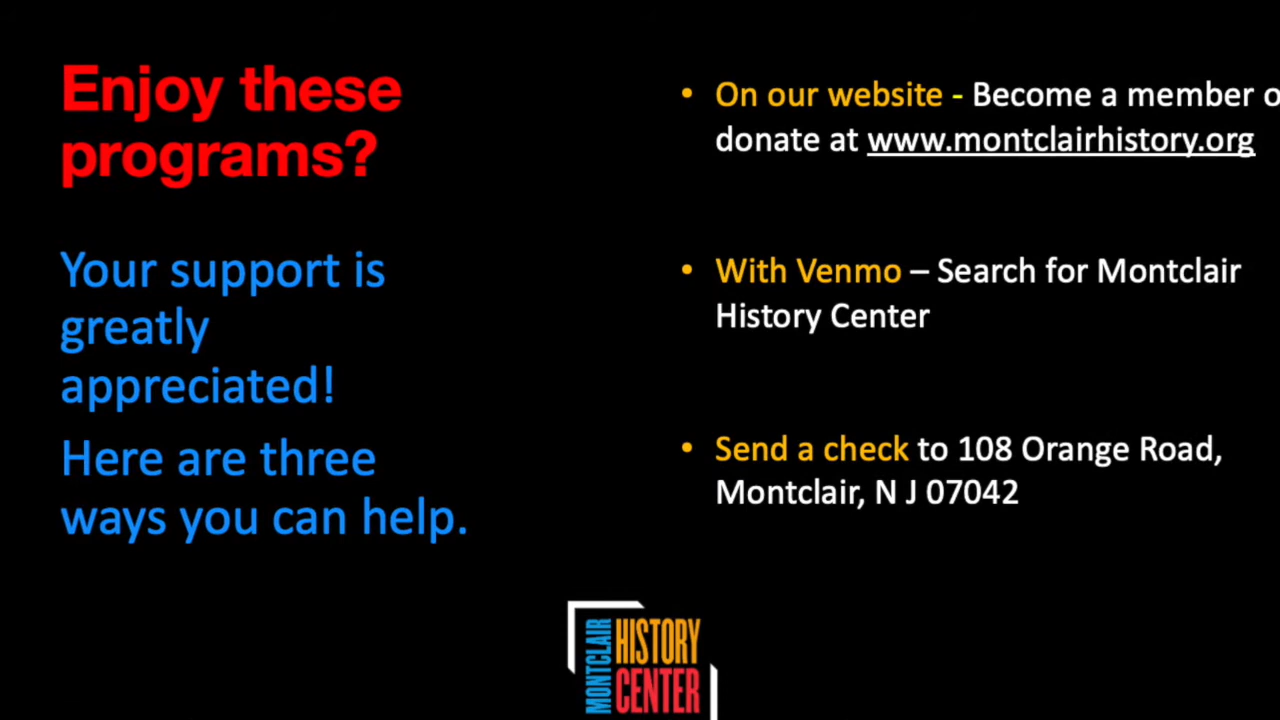 Enjoy these
programs?
Your support is
greatly
appreciated!
Here are three
ways you can help.
• On our website - Become a member o
donate at www.montclairhistory.org
• With Venmo – Search for Montclair
History Center
• Send a check to 108 Orange Road,
Montclair, N J 07042
MONTCLAIR
HISTORY
CENTER